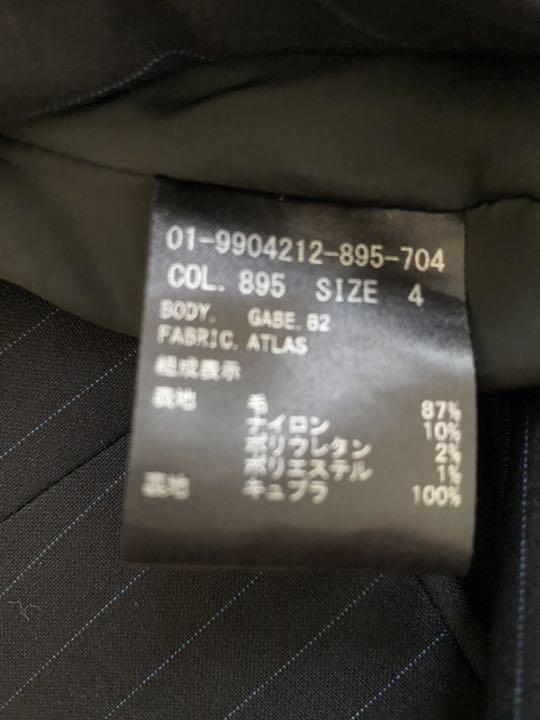 01-9904212-895-704
COL. 895 SIZE 4
BODY. GABE.82
FABRIC.ATLAS
組成表示
表地 毛 87%
ナイロン 10%
ポリウレタン 2%
ポリエステル 1%
裏地 キュプラ 100%